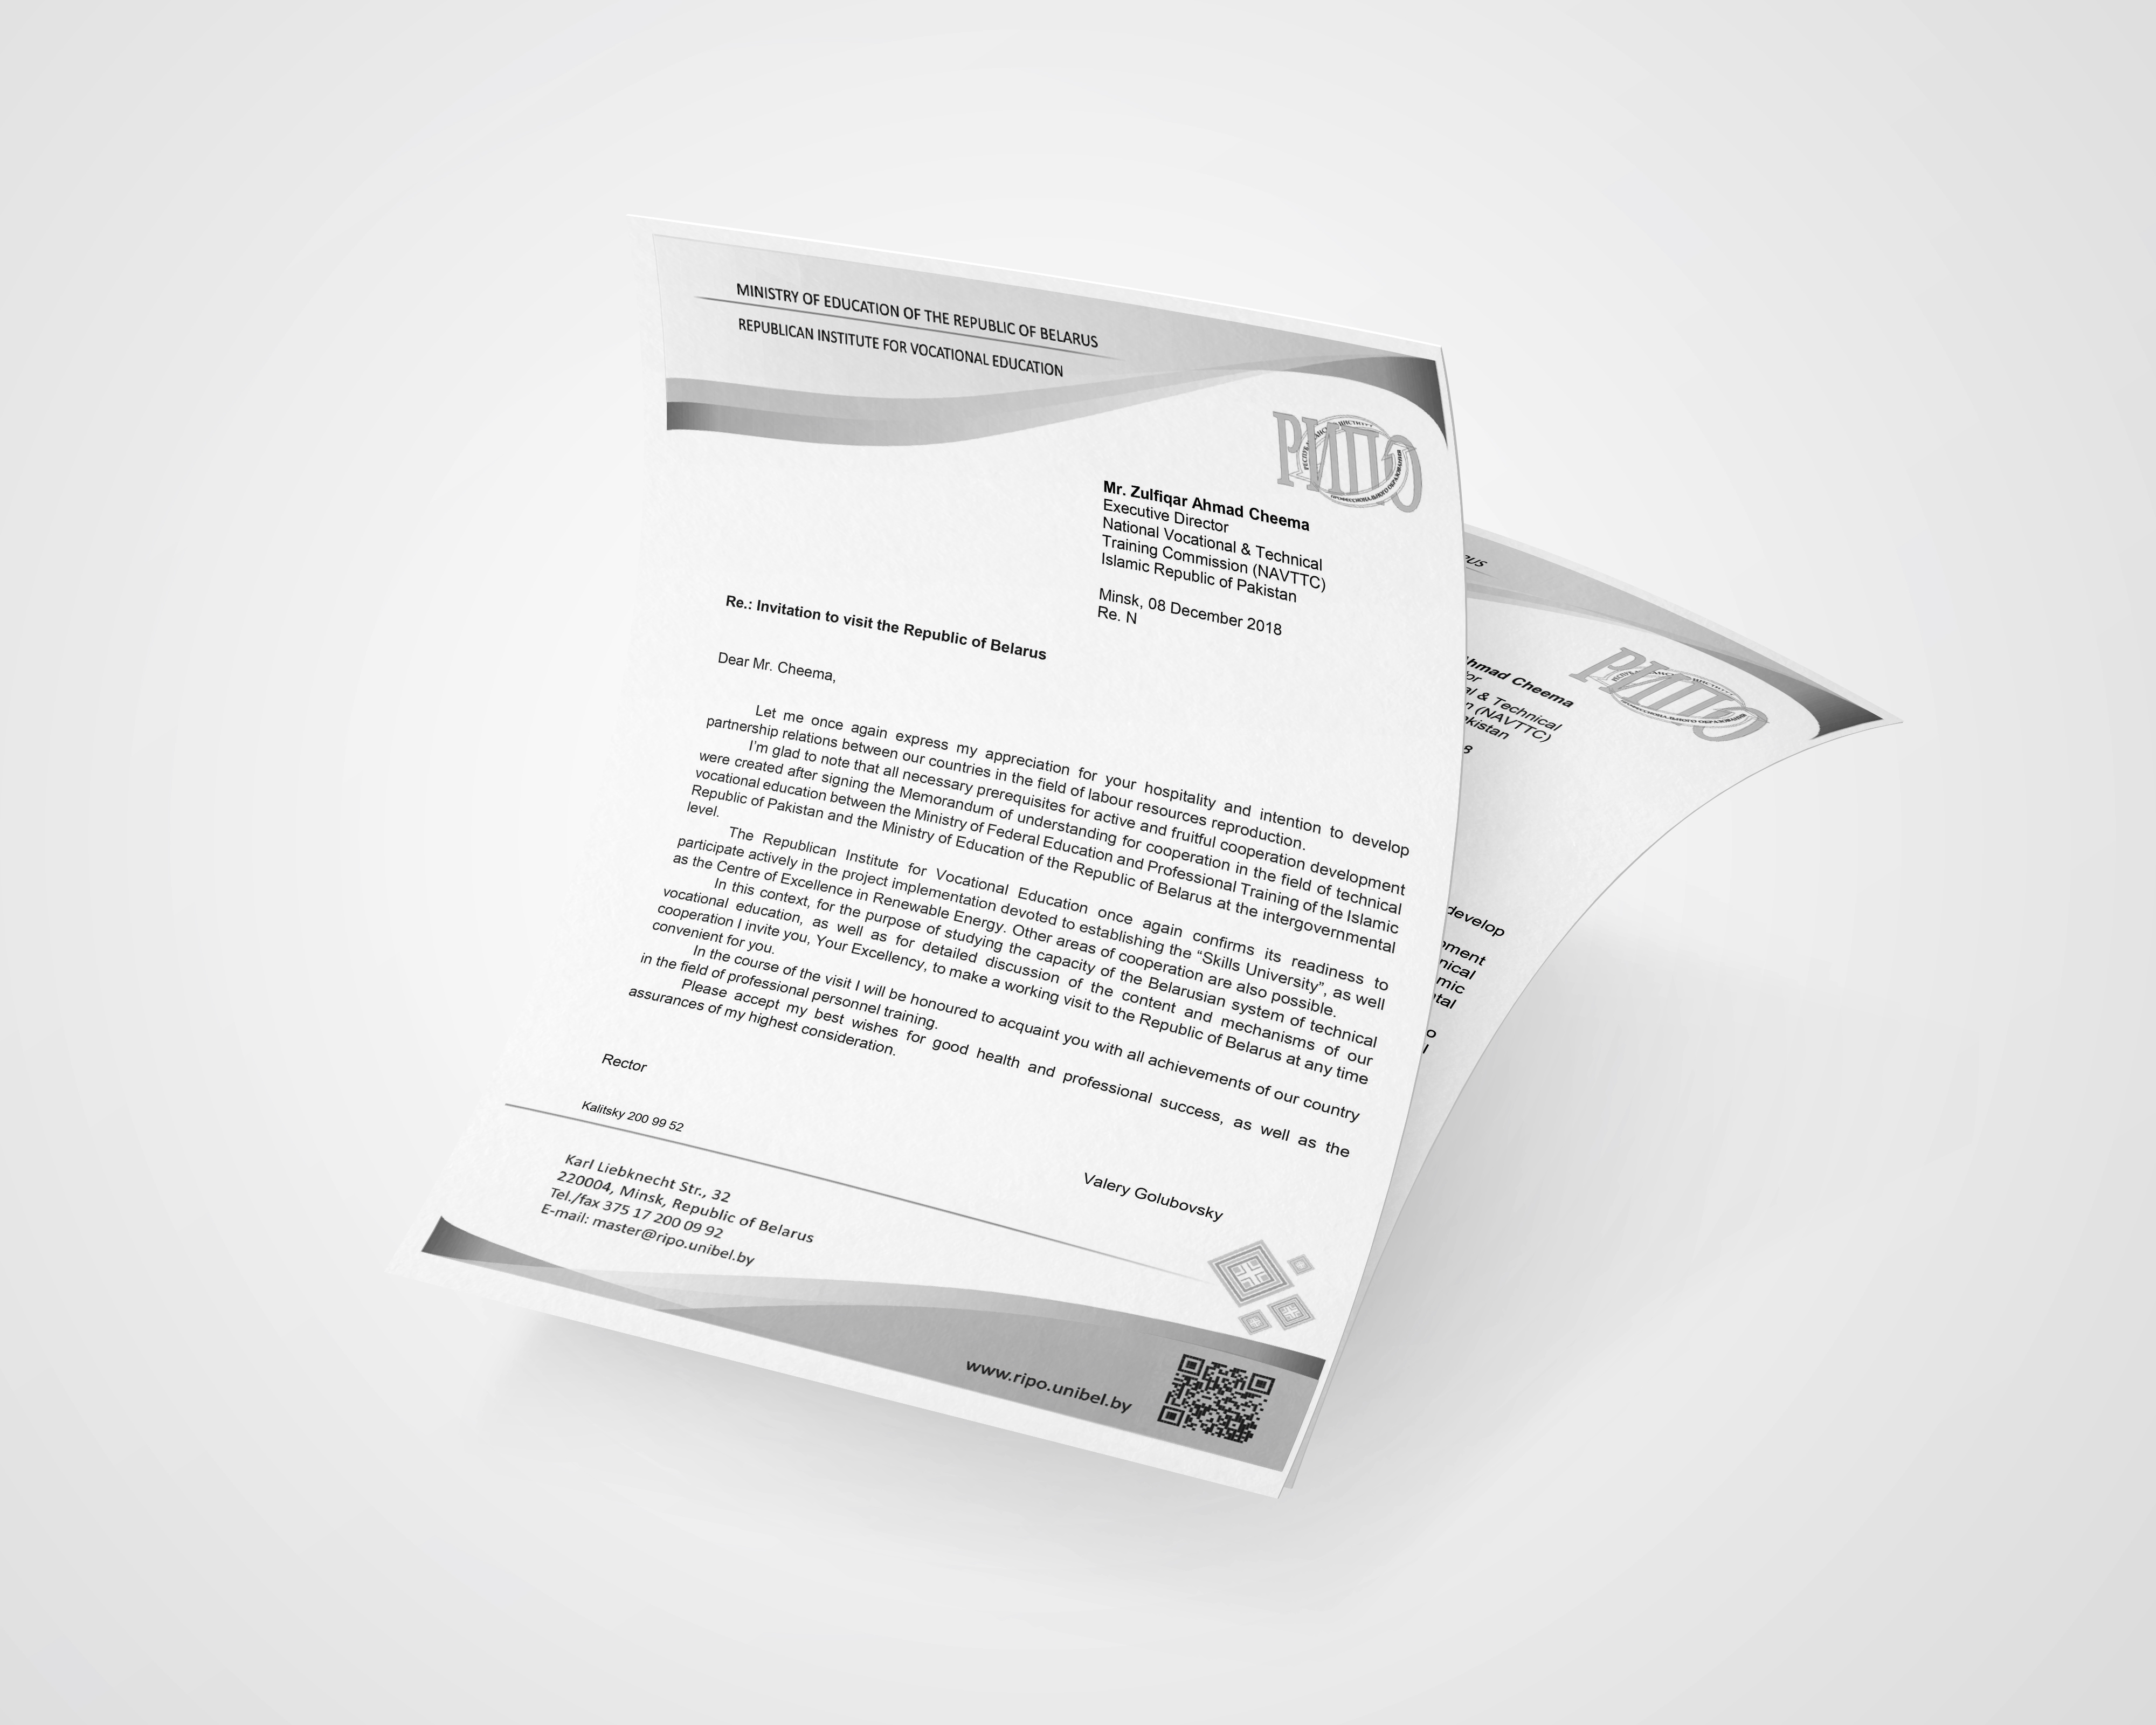 MINISTRY OF EDUCATION OF THE REPUBLIC OF BELARUS
REPUBLICAN INSTITUTE FOR VOCATIONAL EDUCATION
РИПО
Mr. Zulfiqar Ahmad Cheema
Executive Director
National Vocational & Technical
Training Commission (NAVTTC)
Islamic Republic of Pakistan
Minsk, 08 December 2018
Re. N
Re.: Invitation to visit the Republic of Belarus
Dear Mr. Cheema,
Let me once again express my appreciation for your hospitality and intention to develop
partnership relations between our countries in the field of labour resources reproduction.
I'm glad to note that all necessary prerequisites for active and fruitful cooperation development
were created after signing the Memorandum of understanding for cooperation in the field of technical
vocational education between the Ministry of Federal Education and Professional Training of the Islamic
Republic of Pakistan and the Ministry of Education of the Republic of Belarus at the intergovernmental
level.
The Republican Institute for Vocational Education once again confirms its readiness to
participate actively in the project implementation devoted to establishing the “Skills University”, as well
as the Centre of Excellence in Renewable Energy. Other areas of cooperation are also possible.
In this context, for the purpose of studying the capacity of the Belarusian system of technical
vocational education, as well as for detailed discussion of the content and mechanisms of our
cooperation I invite you, Your Excellency, to make a working visit to the Republic of Belarus at any time
convenient for you.
In the course of the visit I will be honoured to acquaint you with all achievements of our country
in the field of professional personnel training.
Please accept my best wishes for good health and professional success, as well as the
assurances of my highest consideration.
Rector
Valery Golubovsky
Kalitsky 200 99 52
Karl Liebknecht Str., 32
220004, Minsk, Republic of Belarus
Tel./fax 375 17 200 09 92
E-mail: master@ripo.unibel.by
www.ripo.unibel.by
РИПО
Cheema
& Technical
(NAVTTC)
develop